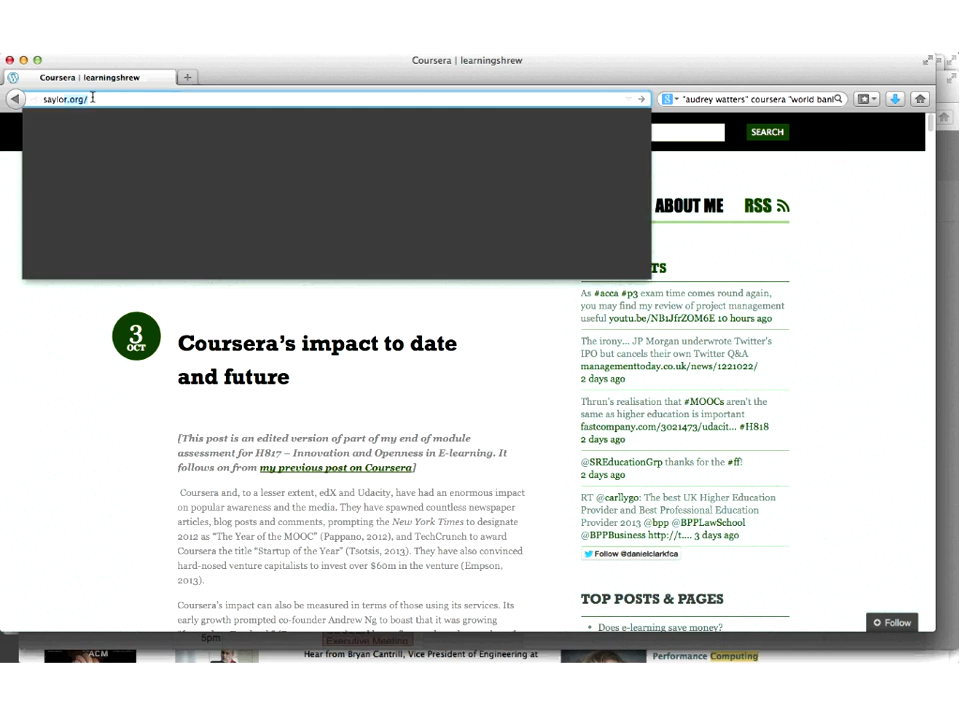 Coursera | learningshrew
Coursera | learningshrew
saylor.org/
"audrey watters" coursera "world banl
SEARCH
ABOUT ME
RSS
TS
As #acca #p3 exam time comes round again,
you may find my review of project management
useful youtu.be/NB1JfrZOM6E 10 hours ago
The irony... JP Morgan underwrote Twitter's
IPO but cancels their own Twitter Q&A
managementtoday.co.uk/news/1221022/
2 days ago
Thrun's realisation that #MOOCs aren't the
same as higher education is important
fastcompany.com/3021473/udacit... #H818
2 days ago
@SREducationGrp thanks for the #ff!
2 days ago
RT @carllygo: The best UK Higher Education
Provider and Best Professional Education
Provider 2013 @bpp @BPPLawSchool
@BPPBusiness http://t.... 3 days ago
Follow @danielclarkfca
TOP POSTS & PAGES
Does e-learning save money?
Follow
3
OCT
Coursera's impact to date
and future
[This post is an edited version of part of my end of module
assessment for H817 – Innovation and Openness in E-learning. It
follows on from my previous post on Coursera]
Coursera and, to a lesser extent, edX and Udacity, have had an enormous impact
on popular awareness and the media. They have spawned countless newspaper
articles, blog posts and comments, prompting the New York Times to designate
2012 as "The Year of the MOOC" (Pappano, 2012), and TechCrunch to award
Coursera the title "Startup of the Year" (Tsotsis, 2013). They have also convinced
hard-nosed venture capitalists to invest over $60m in the venture (Empson,
2013).
Coursera's impact can also be measured in terms of those using its services. Its
early growth prompted co-founder Andrew Ng to boast that it was growing
5pm
Executive Meeting
ACM
Hear from Bryan Cantrill, Vice President of Engineering at
Performance Computing